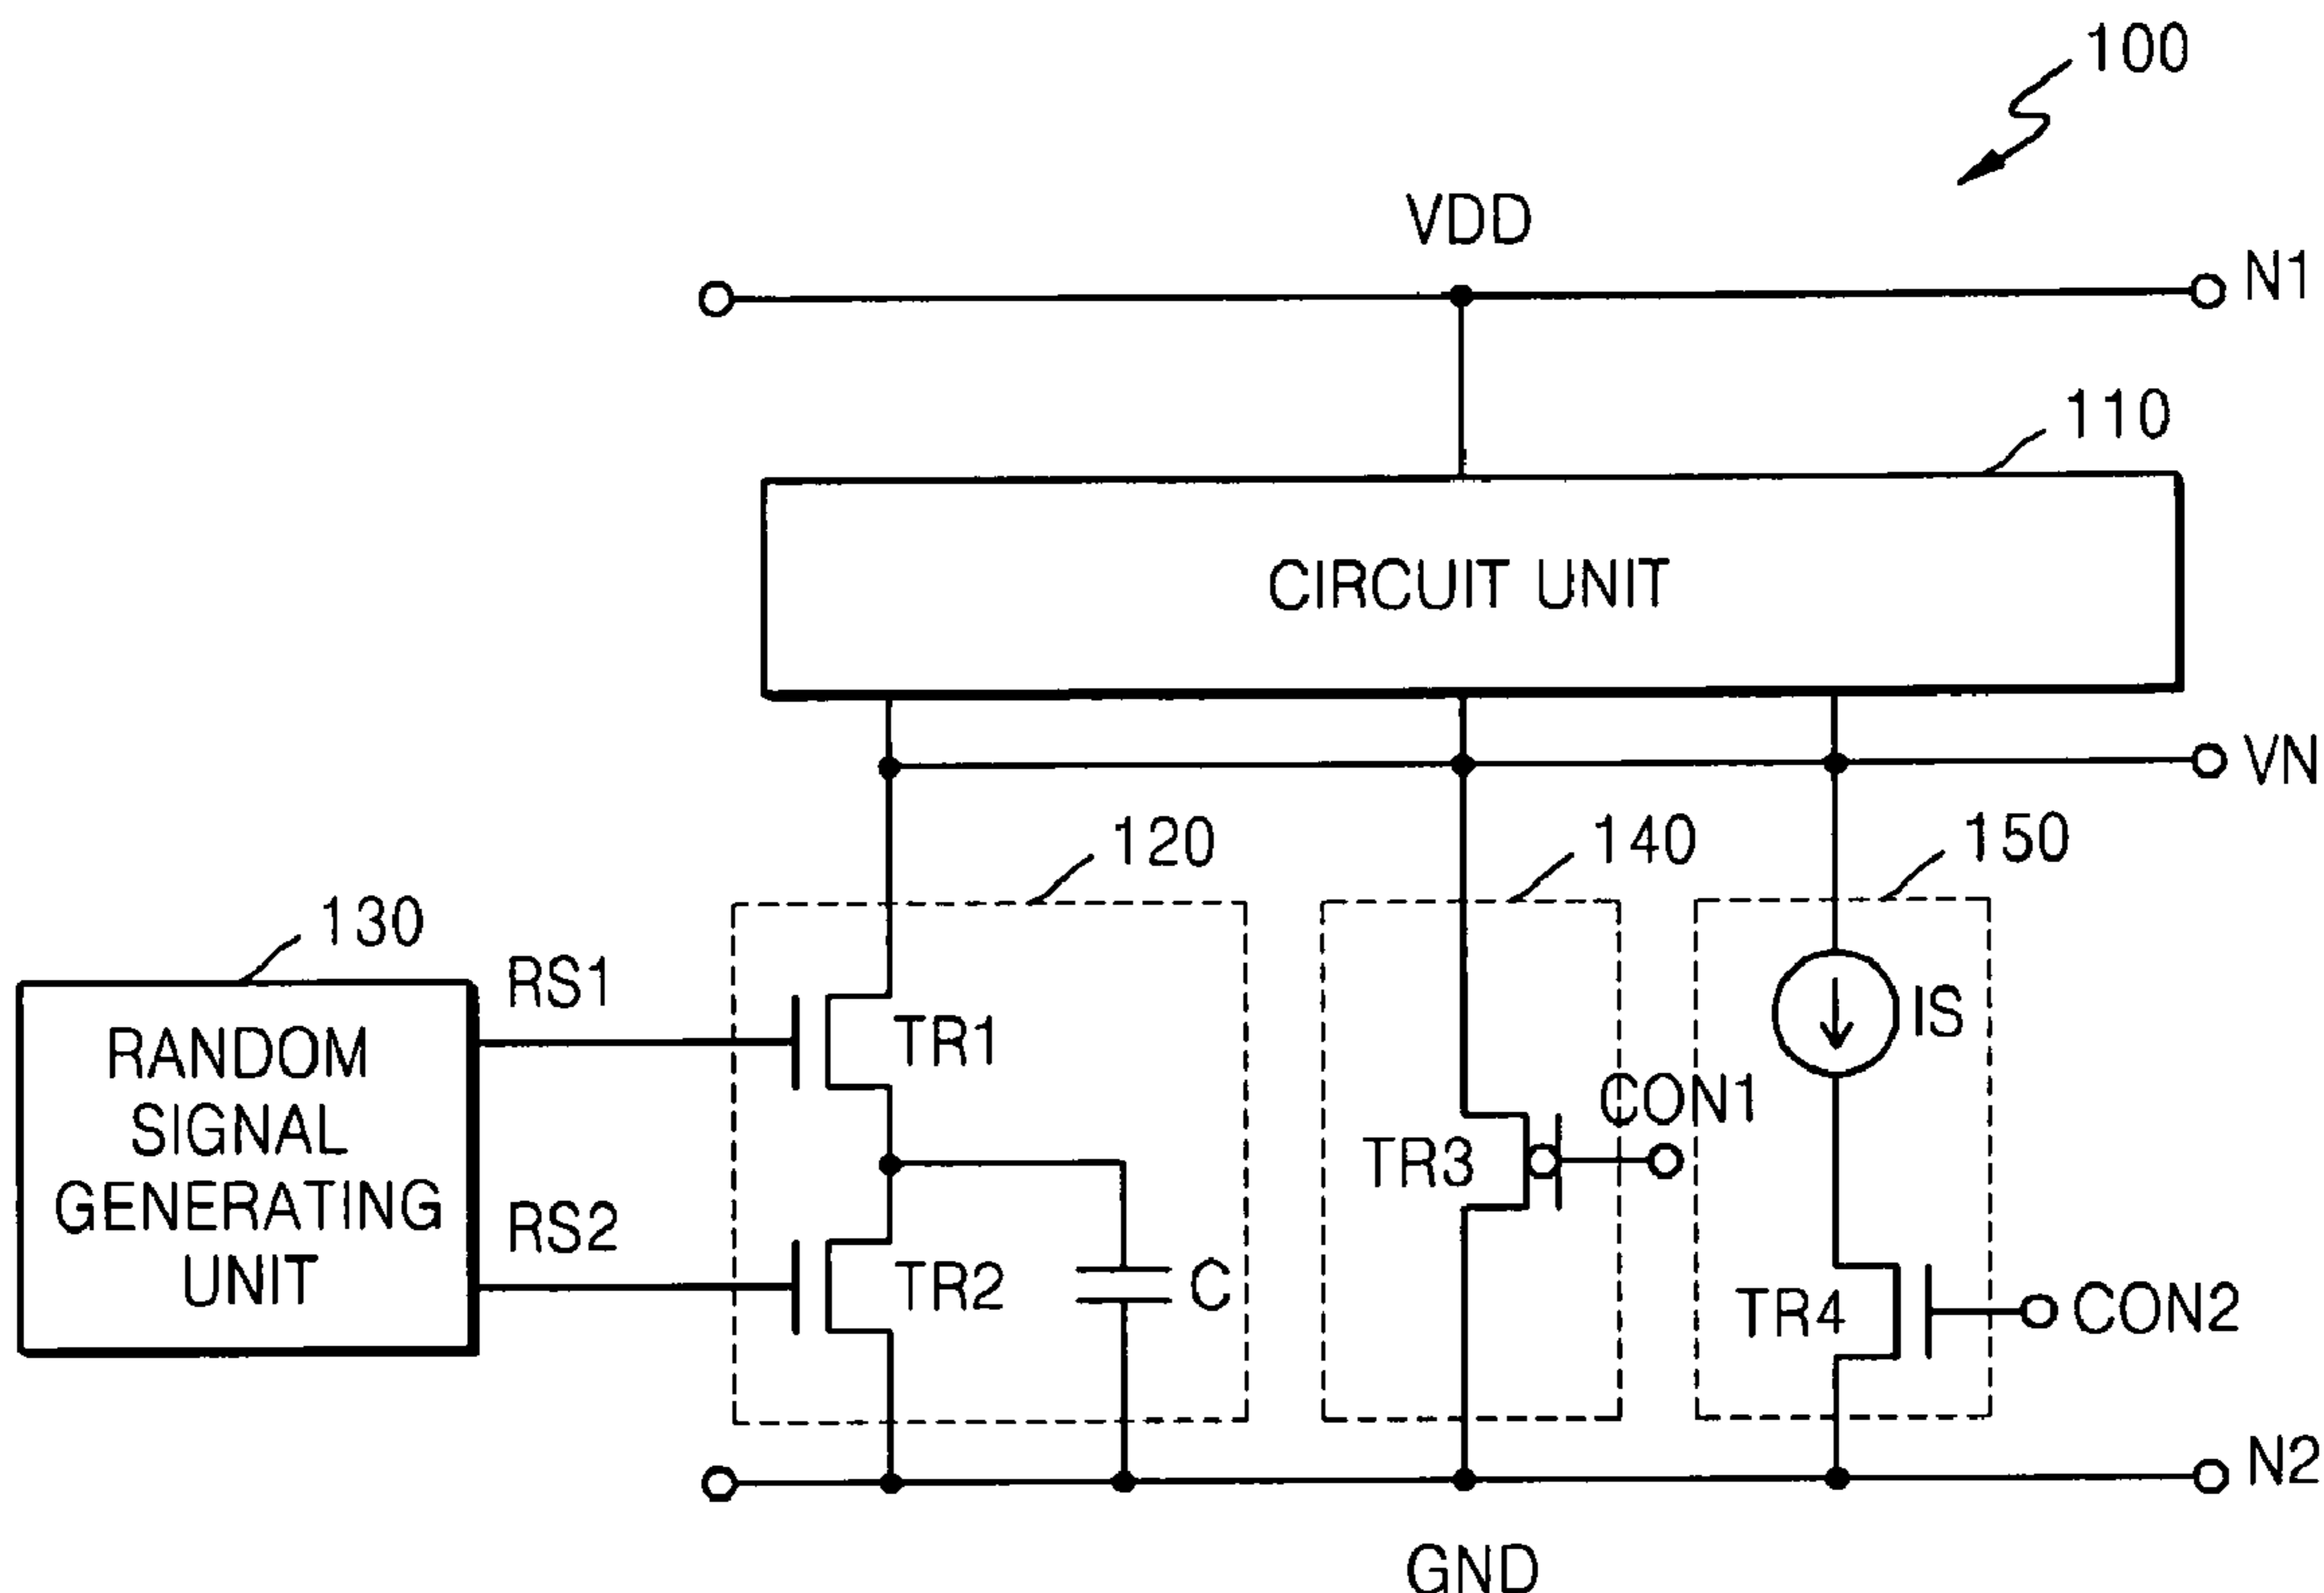 100
VDD
N1
110
CIRCUIT UNIT
VN
120
140
150
130
RS1
RANDOM
SIGNAL
GENERATING
UNIT
TR1
IS
CON1
TR3
RS2
TR2
C
TR4
CON2
N2
GND